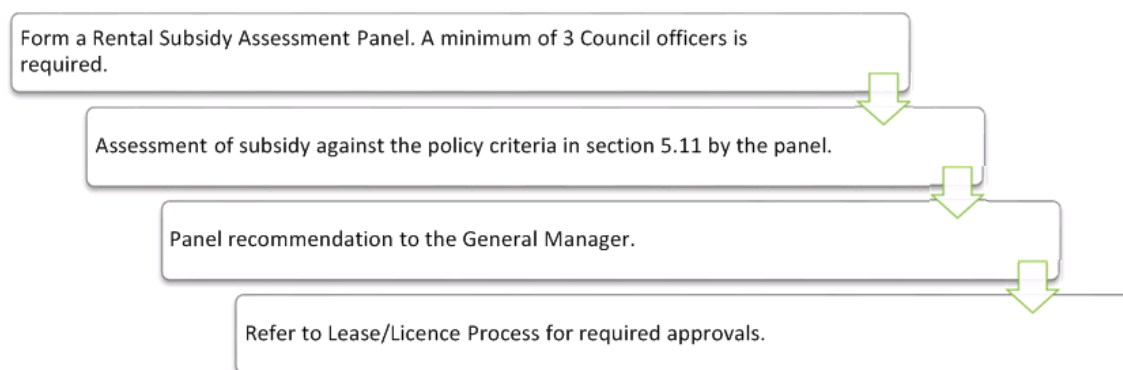 Form a Rental Subsidy Assessment Panel. A minimum of 3 Council officers is
required.
Assessment of subsidy against the policy criteria in section 5.11 by the panel.
Panel recommendation to the General Manager.
Refer to Lease/Licence Process for required approvals.